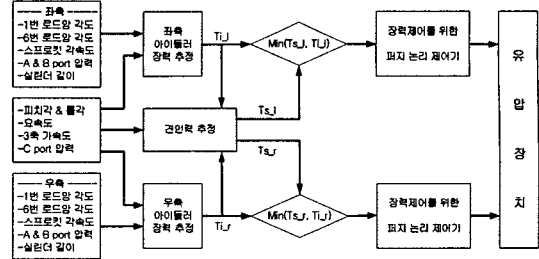 좌측
-1번 로드암 각도
-6번 로드암 각도
-스프로킷 각속도
-A & B port 압력
-실린더 길이
좌측
아이들러
장력 추정
Ti_l
Min(Ts_l, Ti_l)
장력제어를 위한
퍼지 논리 제어기
유
압
장
치
-피치각 & 롤각
-요속도
-3축 가속도
-C port 압력
견인력 추정
Ts_l
Ts_r
우측
-1번 로드암 각도
-6번 로드암 각도
-스프로킷 각속도
-A & B port 압력
-실린더 길이
우측
아이들러
장력 추정
Ti_r
Min(Ts_r, Ti_r)
장력제어를 위한
퍼지 논리 제어기